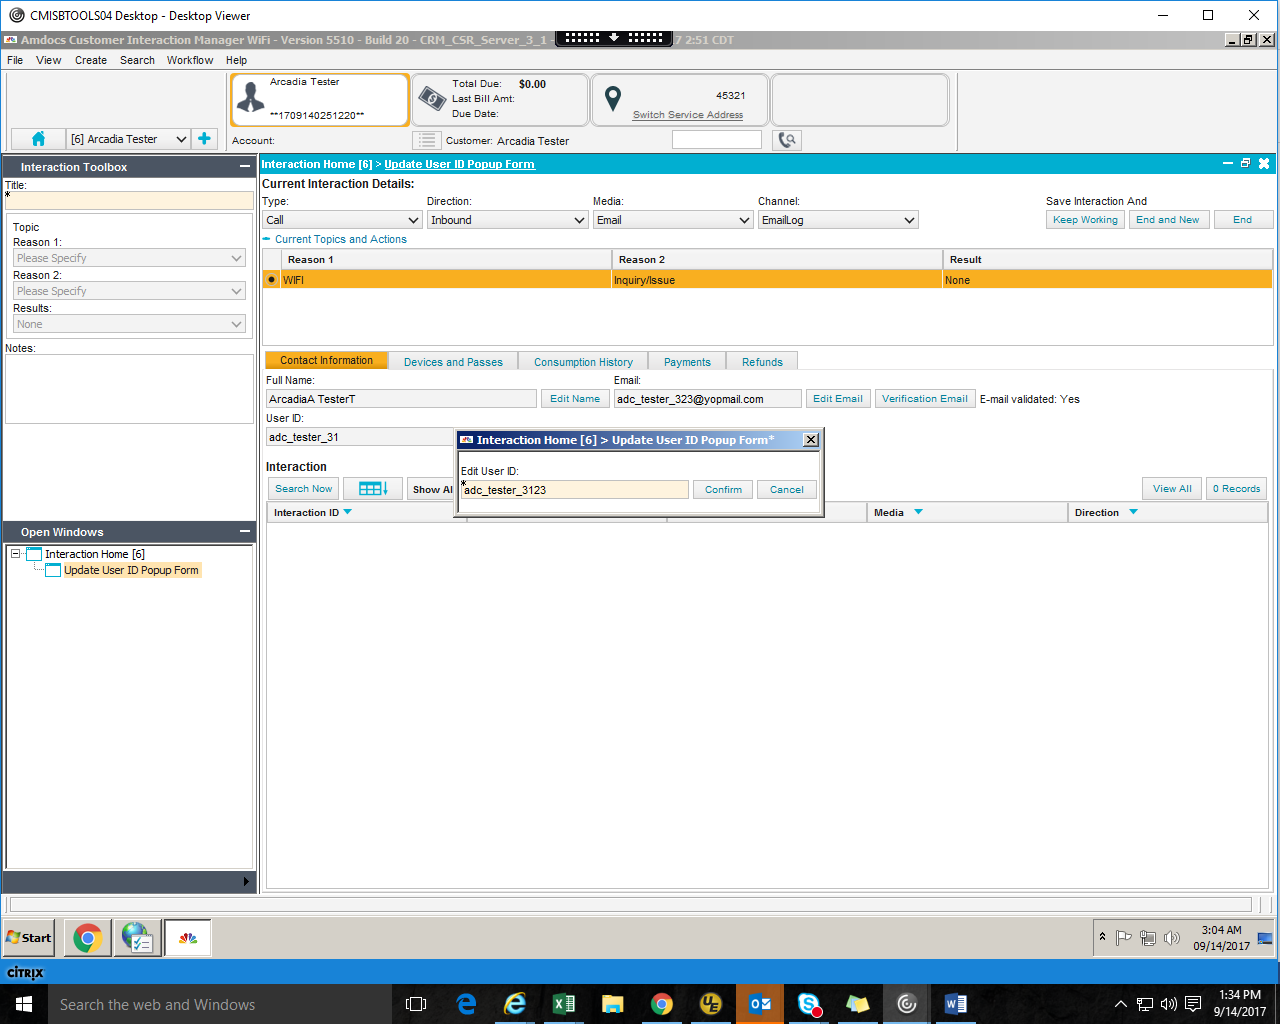 CMISBTOOLS04 Desktop - Desktop Viewer
Amdocs Customer Interaction Manager WiFi - Version 5510 - Build 20 - CRM_CSR_Server_3_1 - 7 2:51 CDT
File View Create Search Workflow Help
Arcadia Tester
**1709140251220**
Total Due: $0.00
Last Bill Amt:
Due Date:
45321
Switch Service Address
[6] Arcadia Tester
Account:
Customer: Arcadia Tester
Interaction Toolbox
Title:
*
Topic
Reason 1:
Please Specify
Reason 2:
Please Specify
Results:
None
Notes:
Open Windows
Interaction Home [6]
Update User ID Popup Form
Interaction Home [6] > Update User ID Popup Form
Current Interaction Details:
Type: Direction: Media: Channel: Save Interaction And
Call Inbound Email EmailLog Keep Working End and New End
Current Topics and Actions
Reason 1 Reason 2 Result
WIFI Inquiry/Issue None
Contact Information Devices and Passes Consumption History Payments Refunds
Full Name: Email:
ArcadiaA TesterT Edit Name adc_tester_323@yopmail.com Edit Email Verification Email E-mail validated: Yes
User ID:
adc_tester_31
Interaction Home [6] > Update User ID Popup Form*
Edit User ID:
*
adc_tester_3123 Confirm Cancel
Interaction
Search Now Show Al View All 0 Records
Interaction ID Media Direction
Start
3:04 AM
09/14/2017
CITRIX
Search the web and Windows
1:34 PM
9/14/2017